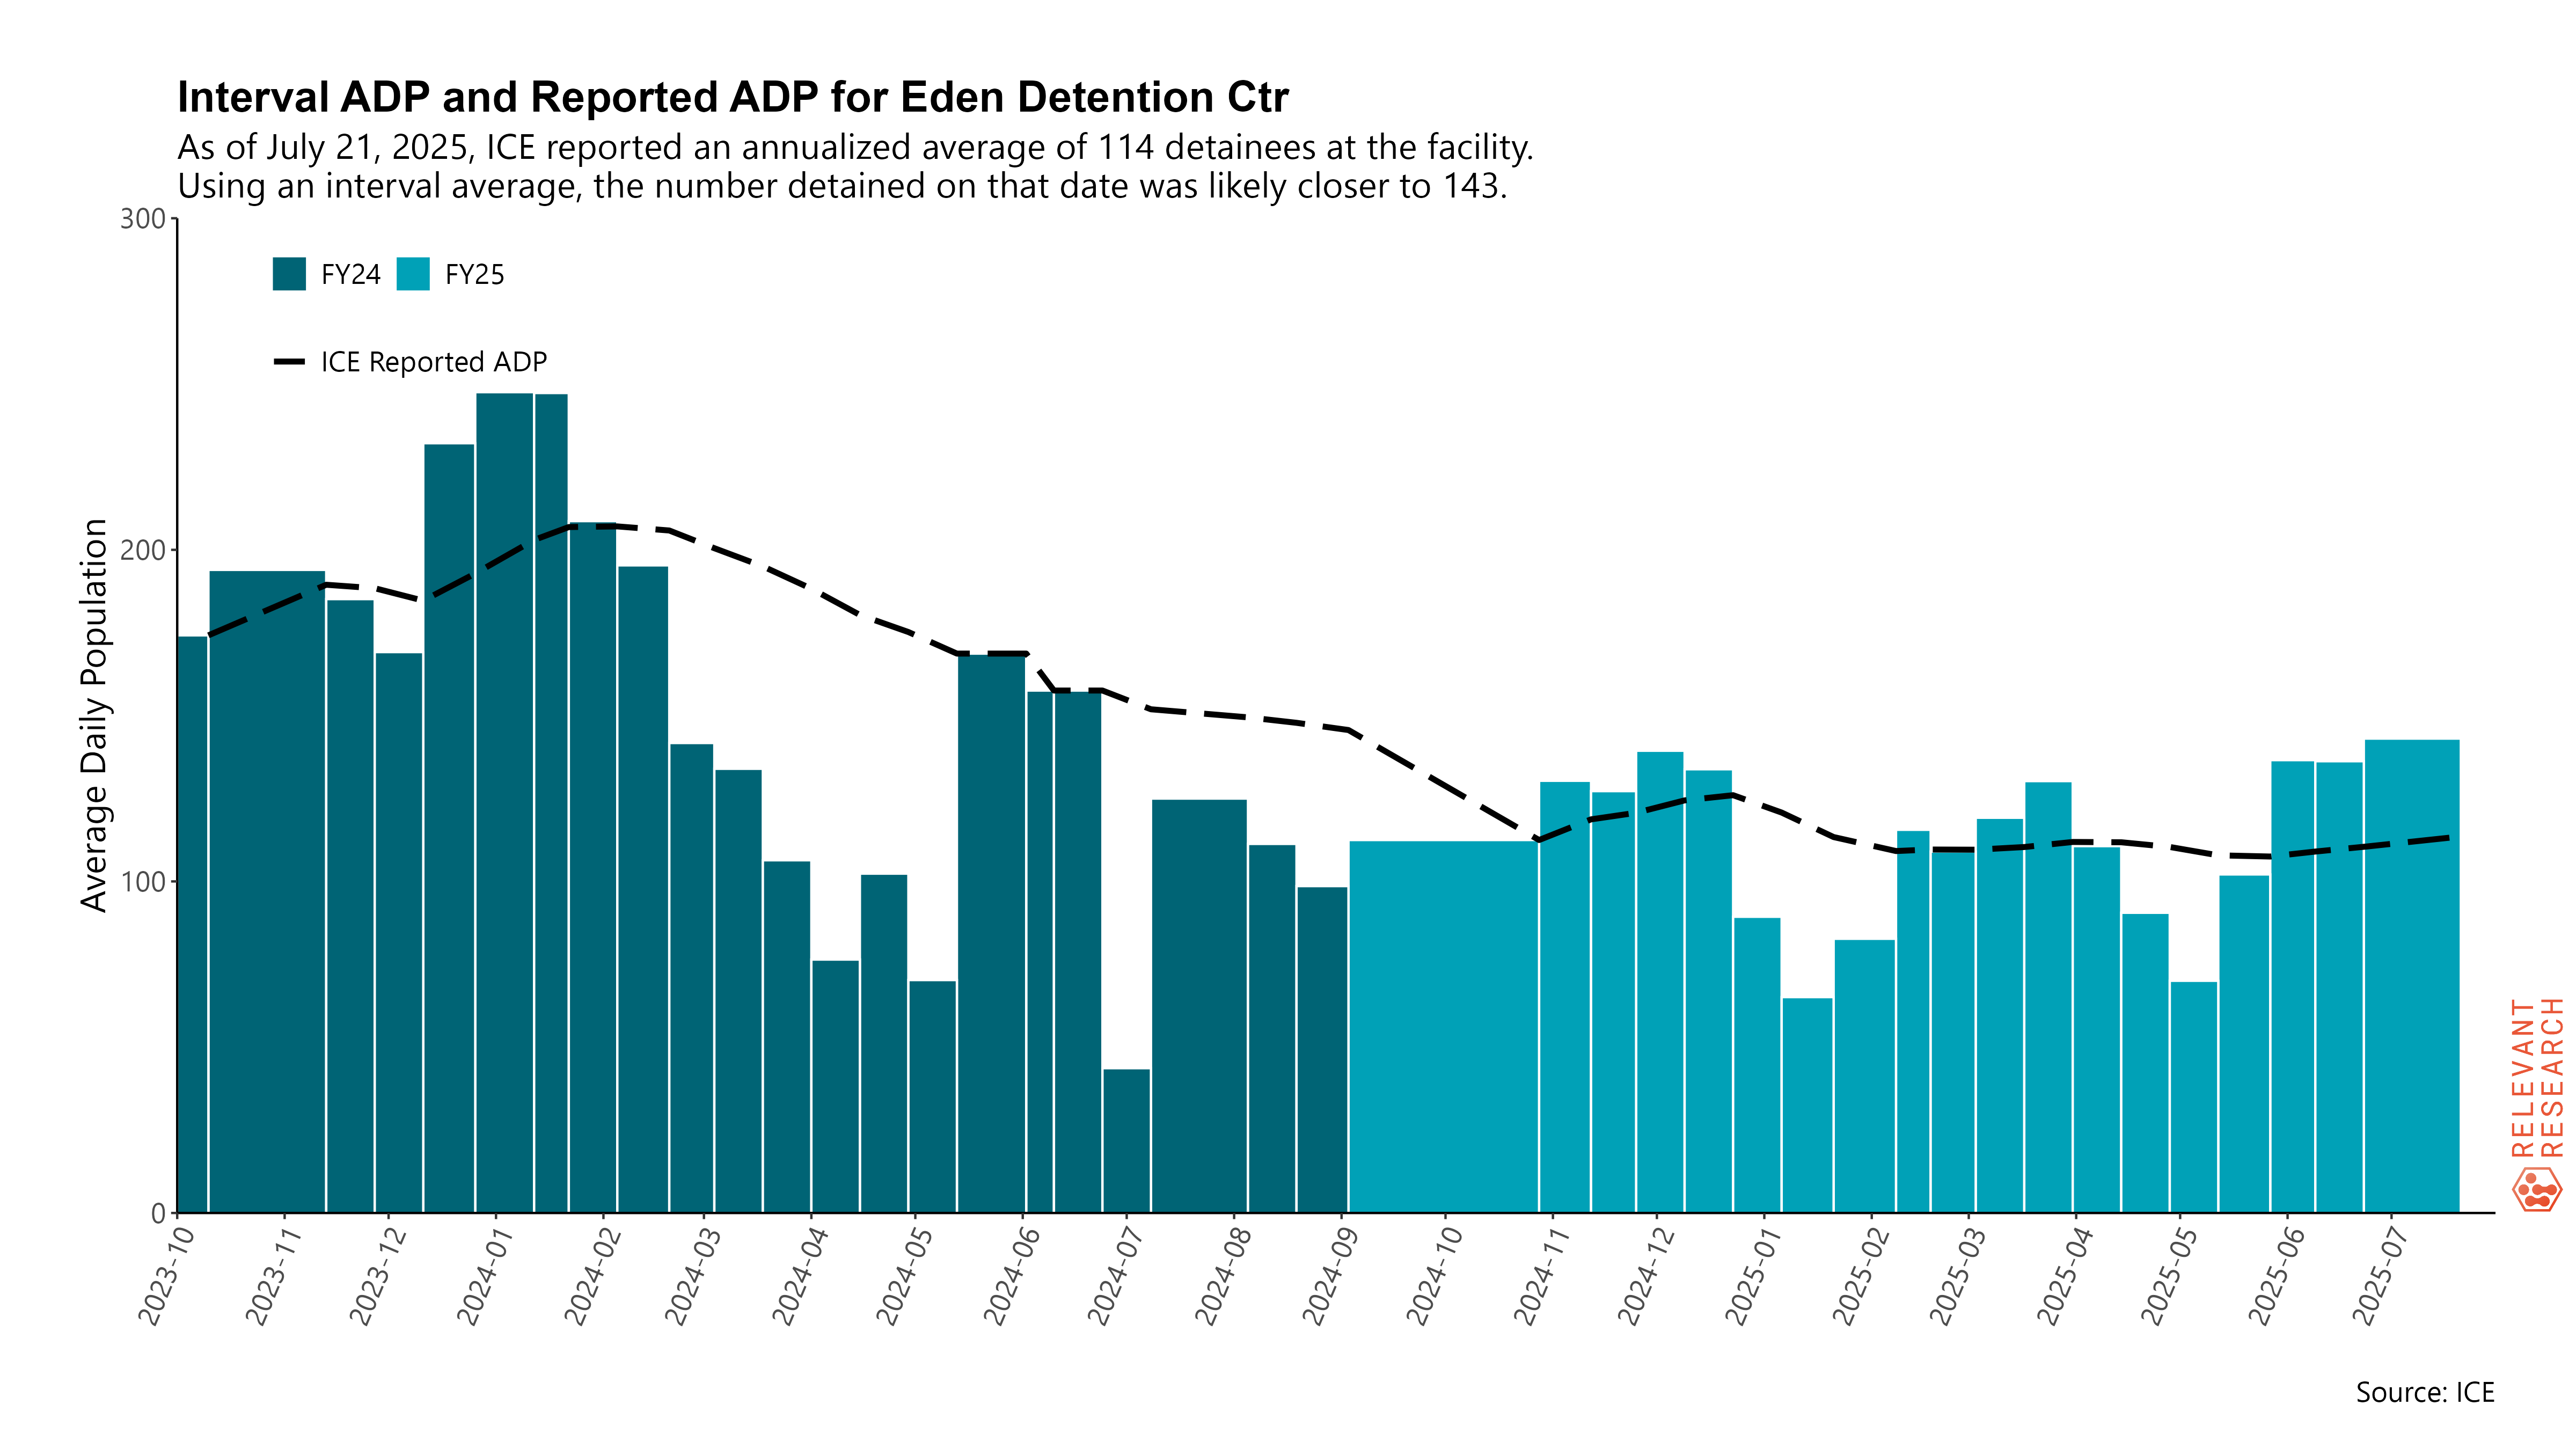 Interval ADP and Reported ADP for Eden Detention Ctr
As of July 21, 2025, ICE reported an annualized average of 114 detainees at the facility.
Using an interval average, the number detained on that date was likely closer to 143.
300
200
100
0
Average Daily Population
FY24
FY25
ICE Reported ADP
2023-10
2023-11
2023-12
2024-01
2024-02
2024-03
2024-04
2024-05
2024-06
2024-07
2024-08
2024-09
2024-10
2024-11
2024-12
2025-01
2025-02
2025-03
2025-04
2025-05
2025-06
2025-07
RELEVANT
RESEARCH
Source: ICE